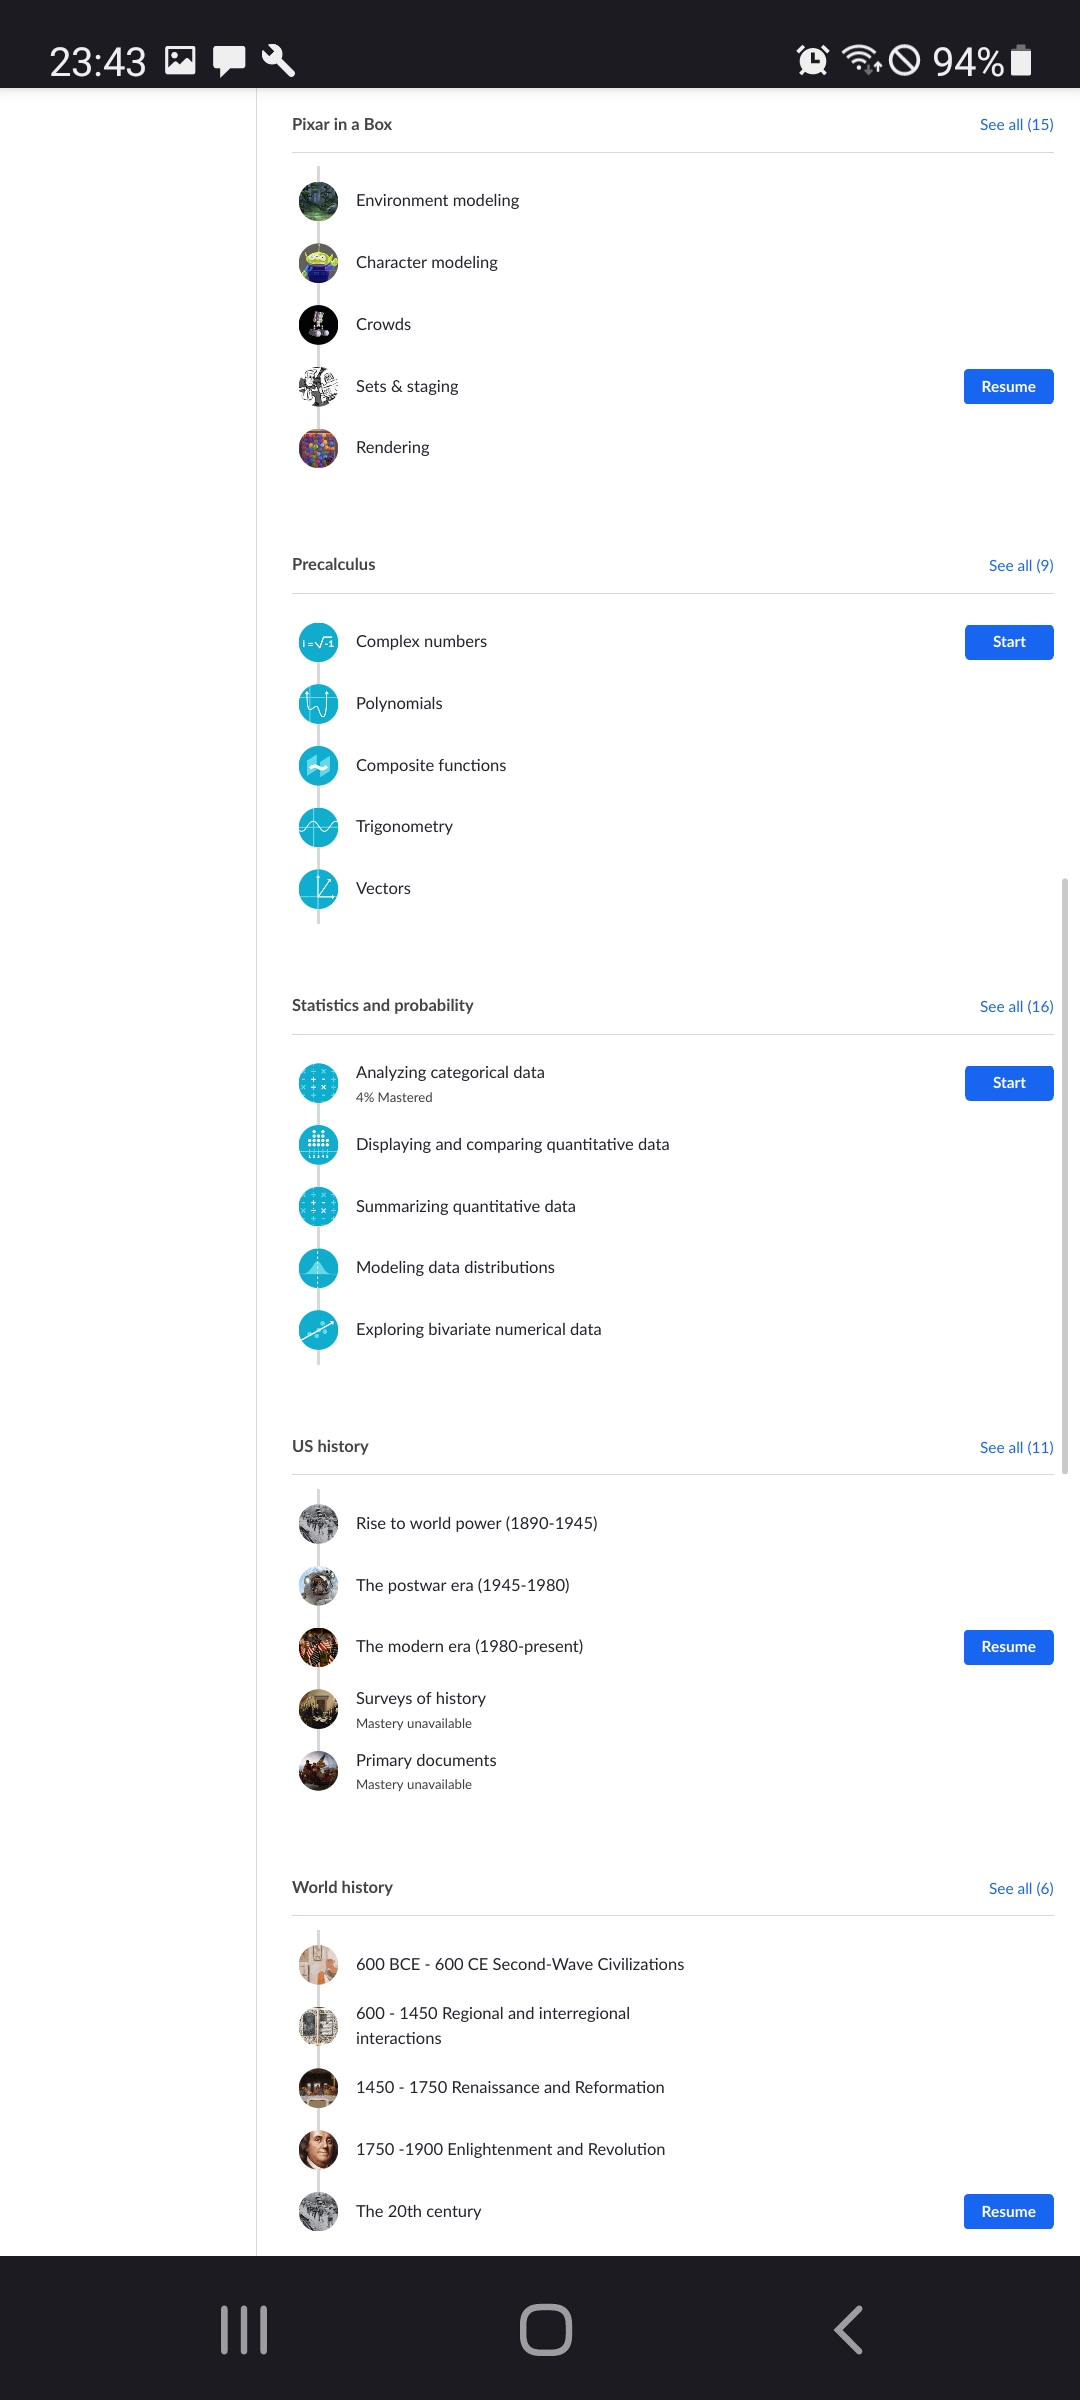 23:43
94%
Pixar in a Box
See all (15)
Environment modeling
Character modeling
Crowds
Sets & staging
Resume
Rendering
Precalculus
See all (9)
i = √-1
Complex numbers
Start
Polynomials
Composite functions
Trigonometry
Vectors
Statistics and probability
See all (16)
Analyzing categorical data
4% Mastered
Start
Displaying and comparing quantitative data
Summarizing quantitative data
Modeling data distributions
Exploring bivariate numerical data
US history
See all (11)
Rise to world power (1890-1945)
The postwar era (1945-1980)
The modern era (1980-present)
Resume
Surveys of history
Mastery unavailable
Primary documents
Mastery unavailable
World history
See all (6)
600 BCE - 600 CE Second-Wave Civilizations
600 - 1450 Regional and interregional
interactions
1450 - 1750 Renaissance and Reformation
1750 -1900 Enlightenment and Revolution
The 20th century
Resume